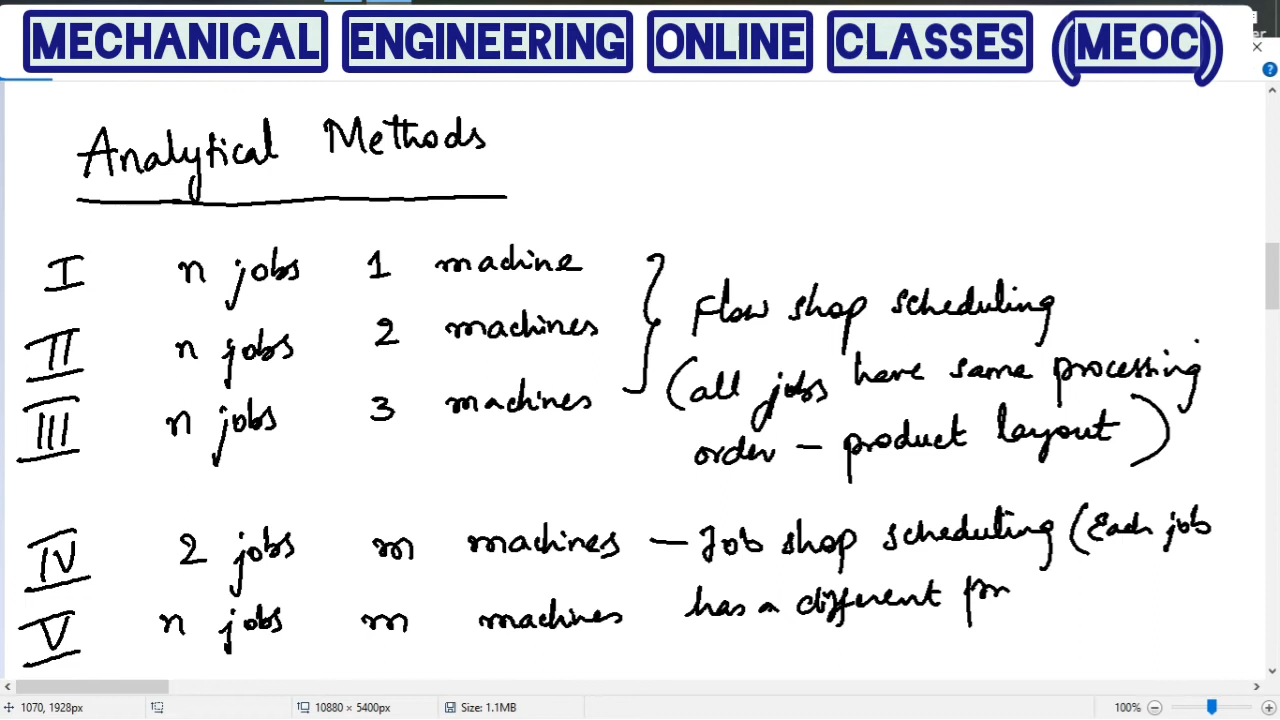 MECHANICAL ENGINEERING ONLINE CLASSES (MEOC)
Analytical Methods
I n jobs 1 machine
II n jobs 2 machines
III n jobs 3 machines
Flow shop scheduling
(all jobs have same processing
order - product layout)
IV 2 jobs m machines - Job shop scheduling (Each job
has a different
V n jobs m machines
1070, 1928px 10880 × 5400px Size: 1.1MB 100%